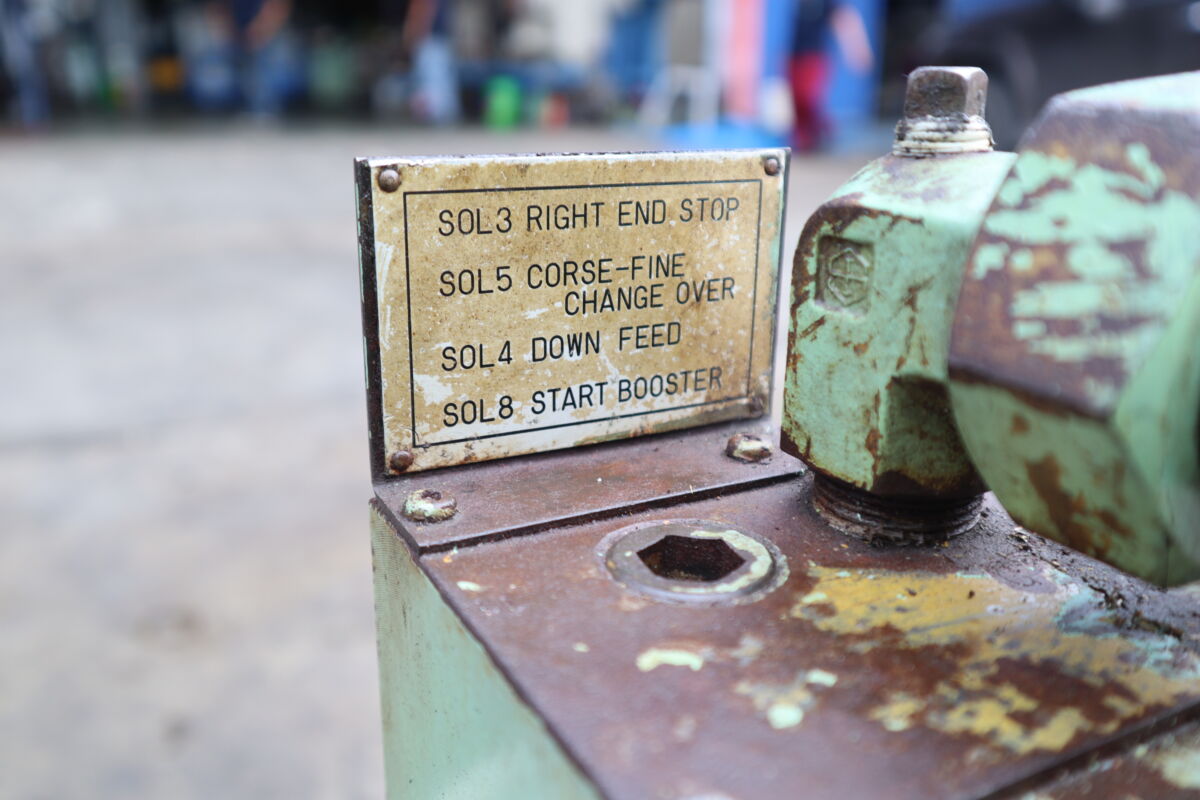 SOL3 RIGHT END STOP
SOL5 CORSE-FINE
CHANGE OVER
SOL4 DOWN FEED
SOL8 START BOOSTER